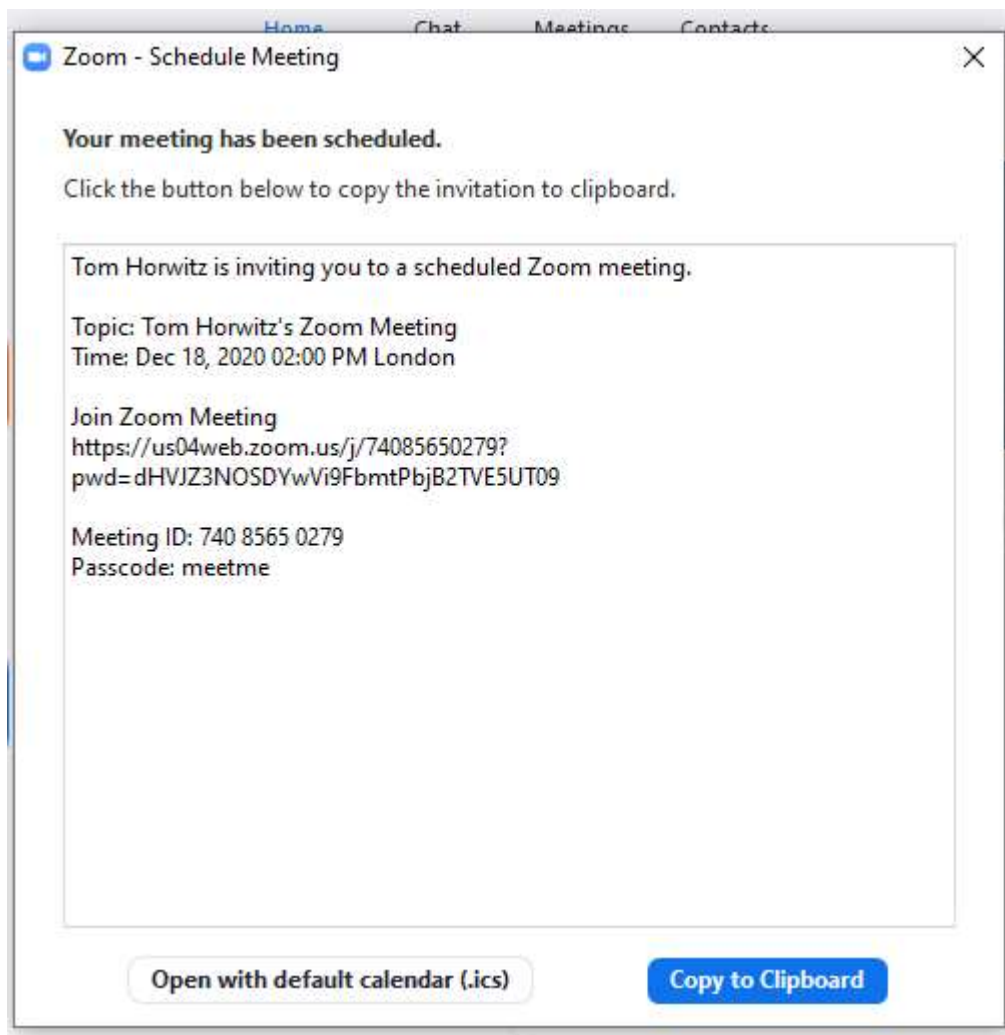 Home Chat Meetings Contacts
Zoom - Schedule Meeting
Your meeting has been scheduled.
Click the button below to copy the invitation to clipboard.
Tom Horwitz is inviting you to a scheduled Zoom meeting.
Topic: Tom Horwitz's Zoom Meeting
Time: Dec 18, 2020 02:00 PM London
Join Zoom Meeting
https://us04web.zoom.us/j/74085650279?
pwd=dHVJZ3NOSDYwVi9FbmtPbjB2TVE5UT09
Meeting ID: 740 8565 0279
Passcode: meetme
Open with default calendar (.ics) Copy to Clipboard